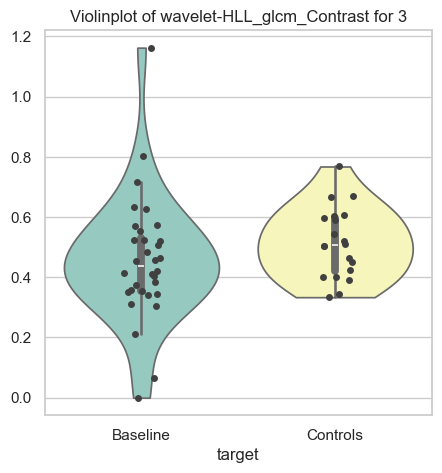 Violinplot of wavelet-HLL_glcm_Contrast for 3
1.2
1.0
0.8
0.6
0.4
0.2
0.0
Baseline Controls
target